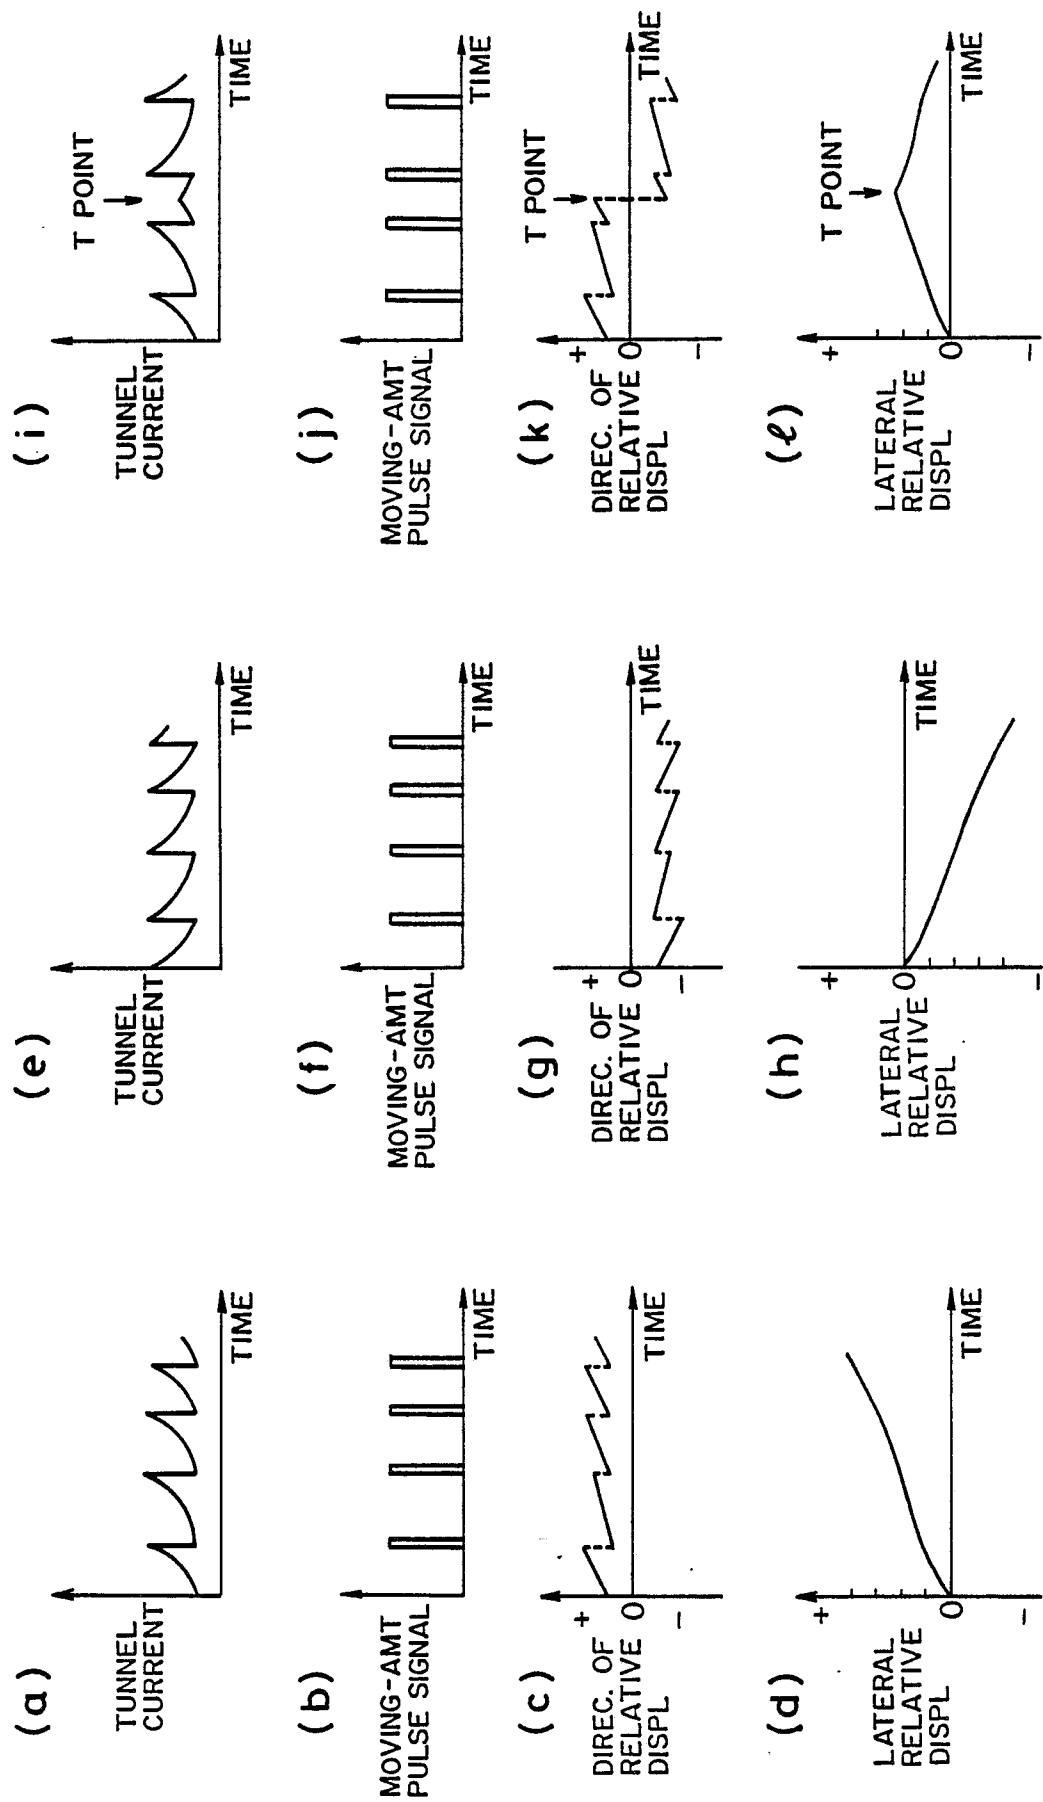 (a)
TUNNEL
CURRENT
TIME
(b)
MOVING-AMT
PULSE SIGNAL
TIME
(c)
DIREC. OF
RELATIVE
DISPL
+
0
−
TIME
(d)
LATERAL
RELATIVE
DISPL
+
0
−
TIME
(e)
TUNNEL
CURRENT
TIME
(f)
MOVING-AMT
PULSE SIGNAL
TIME
(g)
DIREC. OF
RELATIVE
DISPL
+
0
−
TIME
(h)
LATERAL
RELATIVE
DISPL
+
0
−
TIME
(i)
TUNNEL
CURRENT
T POINT
TIME
(j)
MOVING-AMT
PULSE SIGNAL
TIME
(k)
DIREC. OF
RELATIVE
DISPL
+
0
−
T POINT
TIME
(ℓ)
LATERAL
RELATIVE
DISPL
+
0
−
T POINT
TIME